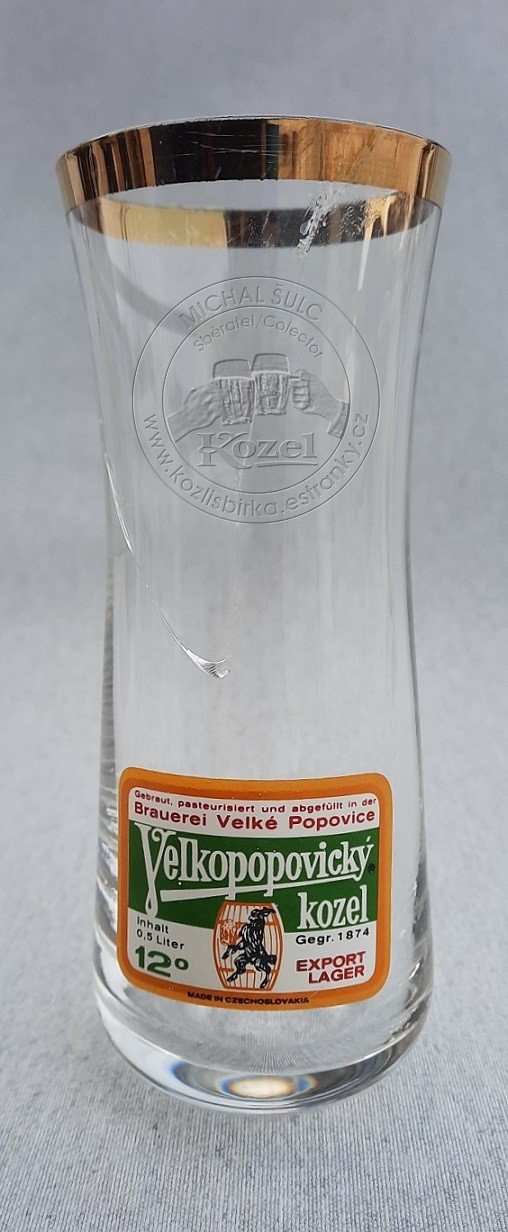 MICHAL ŠULC
Sběratel/Colector
Kozel
www.kozlisbirka.estranky.cz
Gebraut, pasteurisiert und abgefüllt in der
Brauerei Velké Popovice
Velkopopovický
kozel
Inhalt
0,5 Liter
Gegr. 1874
12°
EXPORT
LAGER
MADE IN CZECHOSLOVAKIA